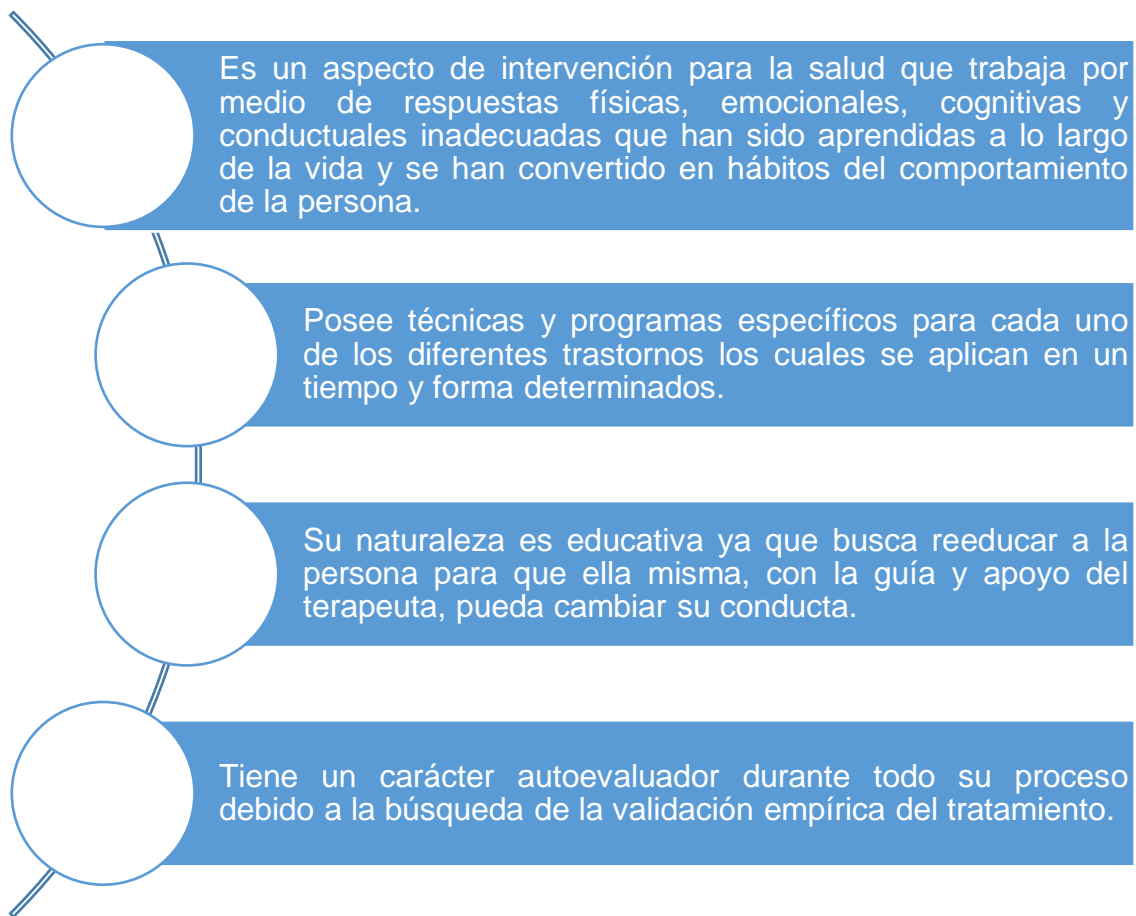 Es un aspecto de intervención para la salud que trabaja por
medio de respuestas físicas, emocionales, cognitivas y
conductuales inadecuadas que han sido aprendidas a lo largo
de la vida y se han convertido en hábitos del comportamiento
de la persona.
Posee técnicas y programas específicos para cada uno
de los diferentes trastornos los cuales se aplican en un
tiempo y forma determinados.
Su naturaleza es educativa ya que busca reeducar a la
persona para que ella misma, con la guía y apoyo del
terapeuta, pueda cambiar su conducta.
Tiene un carácter autoevaluador durante todo su proceso
debido a la búsqueda de la validación empírica del tratamiento.